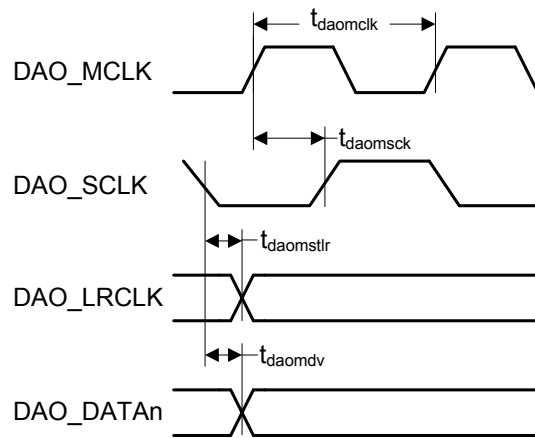 t_daomclk
DAO_MCLK
t_daomsck
DAO_SCLK
t_daomstlr
DAO_LRCLK
t_daomdv
DAO_DATAn